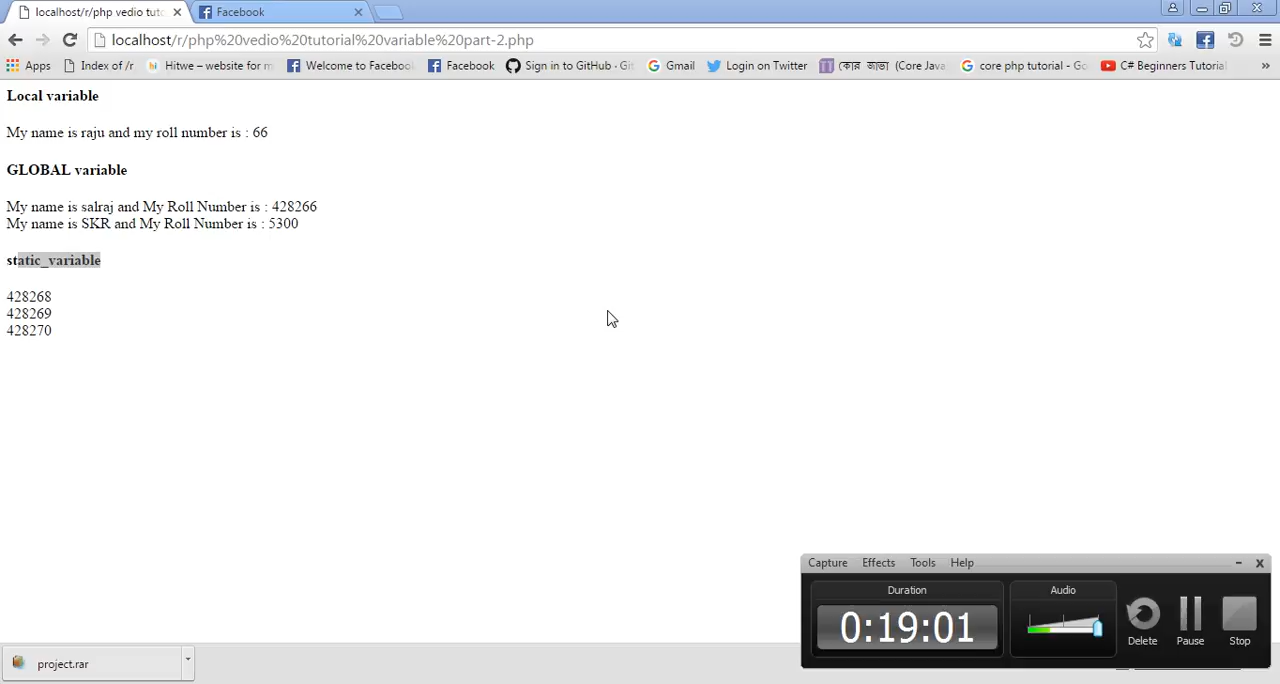 localhost/r/php vedio tuto
Facebook
localhost/r/php%20vedio%20tutorial%20variable%20part-2.php
Apps
Index of /r
hi Hitwe – website for m
Welcome to Facebook
Facebook
Sign in to GitHub · Git
Gmail
Login on Twitter
কোর জাভা (Core Java
core php tutorial - Go
C# Beginners Tutorial
»
Local variable
My name is raju and my roll number is : 66
GLOBAL variable
My name is salraj and My Roll Number is : 428266
My name is SKR and My Roll Number is : 5300
static_variable
428268
428269
428270
Capture Effects Tools Help
Duration
Audio
0:19:01
Delete
Pause
Stop
project.rar